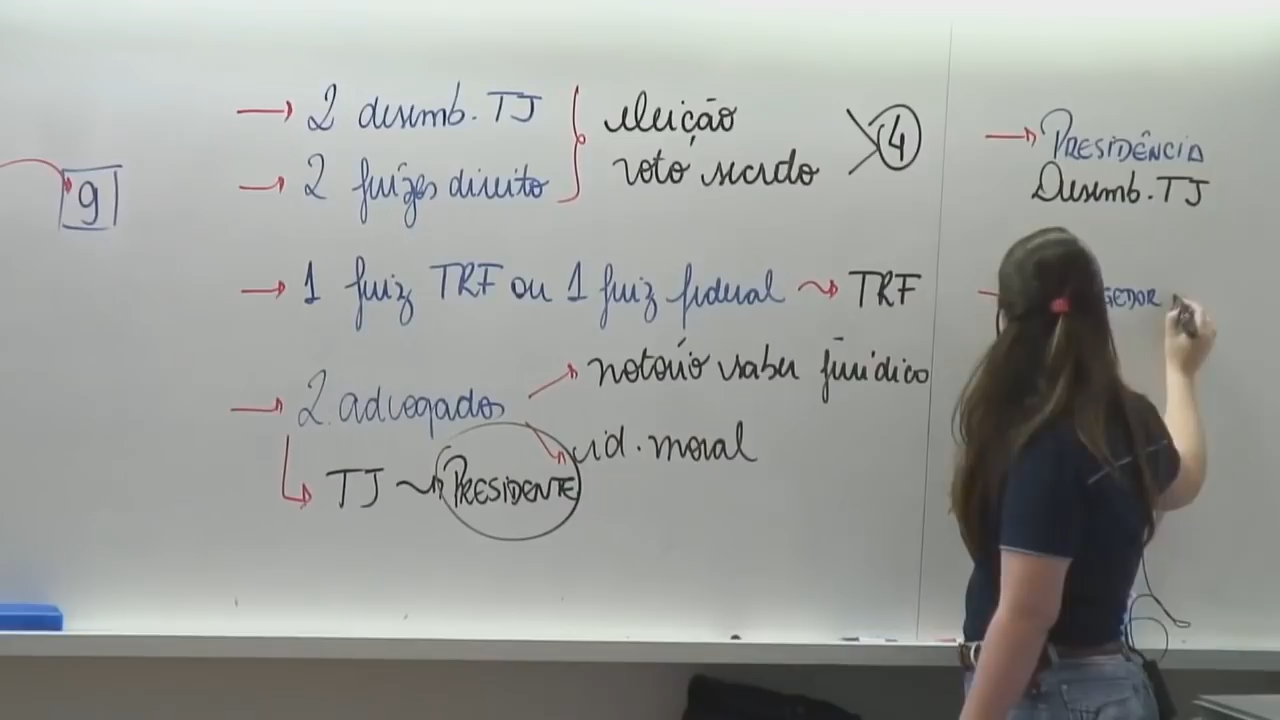 9
2 desemb. TJ
2 juízes direito
eleição
voto secreto
4
1 juiz TRF ou 1 juiz federal
TRF
2 advogados
notório saber jurídico
id. moral
TJ
PRESIDENTE
PRESIDÊNCIA
Desemb. TJ
GEDOR